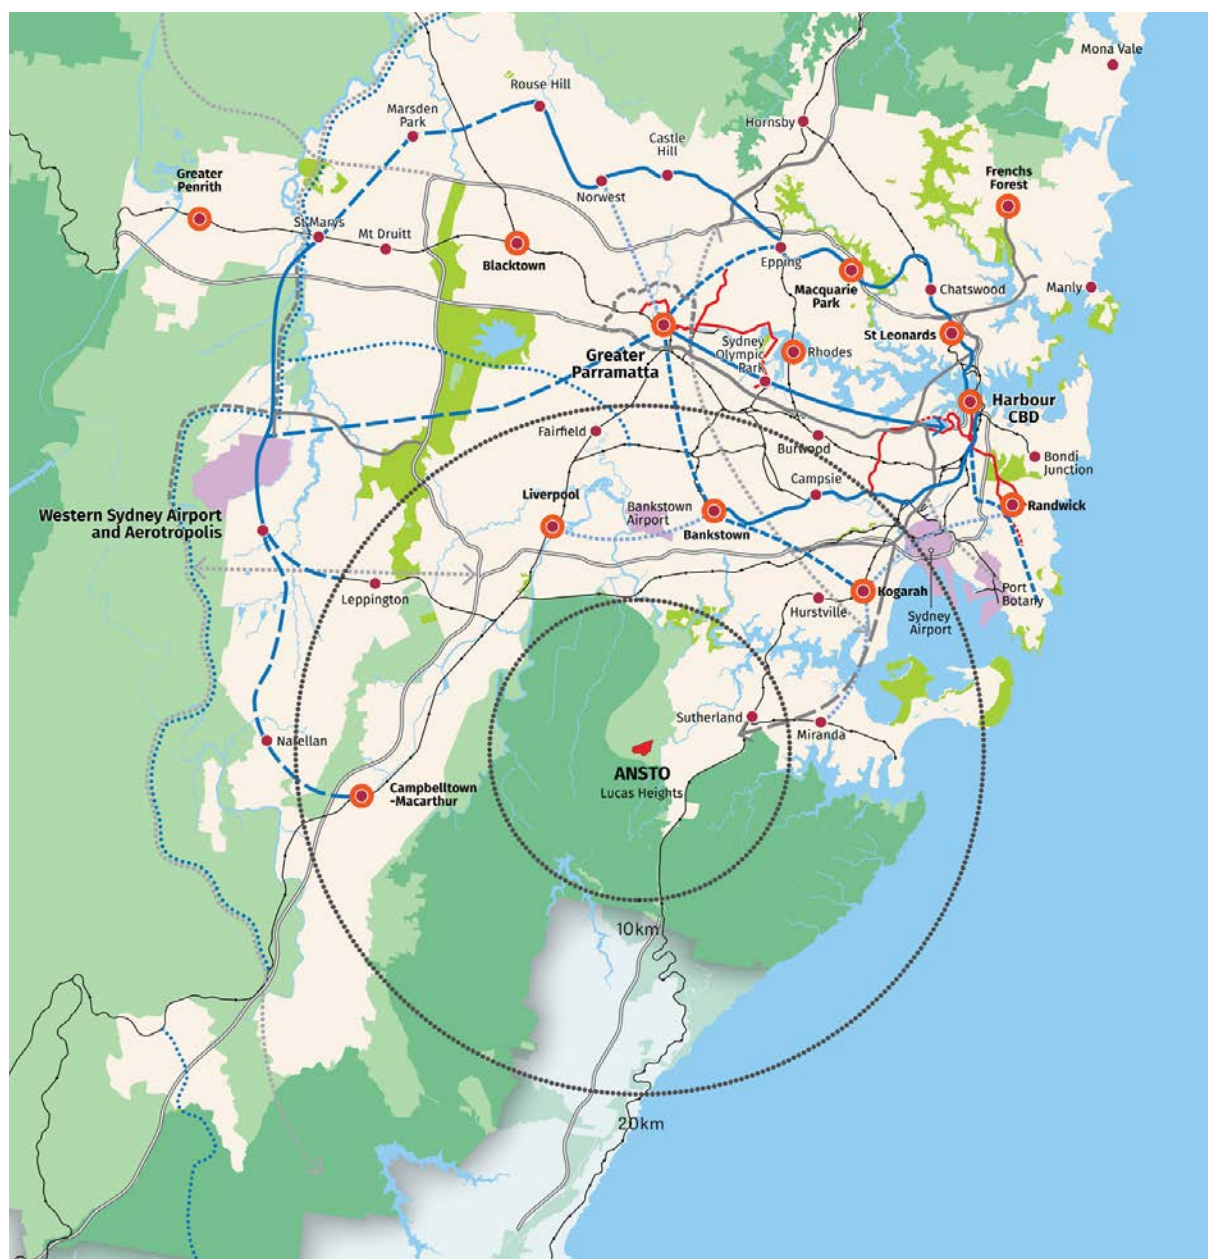 Mona Vale
Rouse Hill
Marsden
Park
Hornsby
Castle
Hill
Greater
Penrith
Frenchs
Forest
Norwest
St Marys
Mt Druitt
Blacktown
Epping
Macquarie
Park
Chatswood
Manly
St Leonards
Sydney
Olympic
Park
Rhodes
Greater
Parramatta
Harbour
CBD
Fairfield
Burwood
Bondi
Junction
Campsie
Liverpool
Bankstown
Airport
Bankstown
Randwick
Western Sydney Airport
and Aerotropolis
Leppington
Kogarah
Hurstville
Port
Botany
Sydney
Airport
Sutherland
Miranda
Narellan
ANSTO
Lucas Heights
Campbelltown
-Macarthur
10km
20km